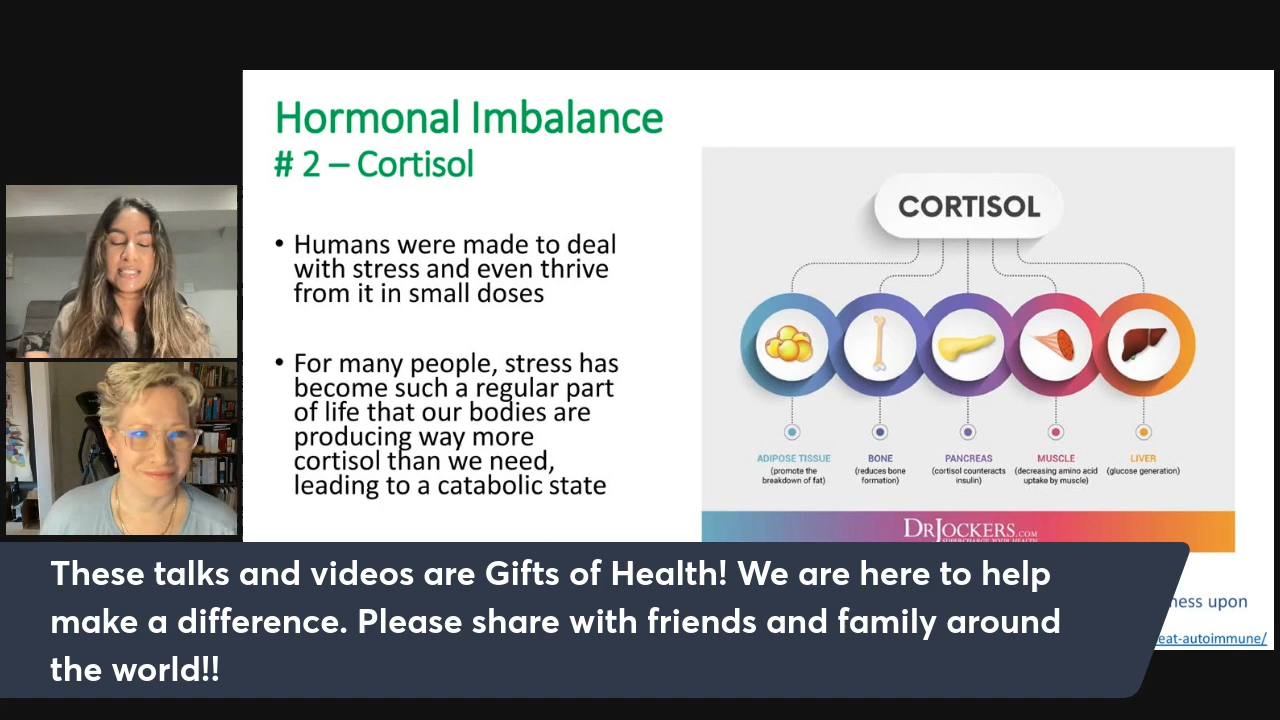 Hormonal Imbalance
# 2 – Cortisol
• Humans were made to deal
with stress and even thrive
from it in small doses
• For many people, stress has
become such a regular part
of life that our bodies are
producing way more
cortisol than we need,
leading to a catabolic state
CORTISOL
ADIPOSE TISSUE
(promote the
breakdown of fat)
BONE
(reduces bone
formation)
PANCREAS
(cortisol counteracts
insulin)
MUSCLE
(decreasing amino acid
uptake by muscle)
LIVER
(glucose generation)
DRJOCKERS.COM
SUPERCHARGE YOUR HEALTH
ness upon
eat-autoimmune/
These talks and videos are Gifts of Health! We are here to help
make a difference. Please share with friends and family around
the world!!